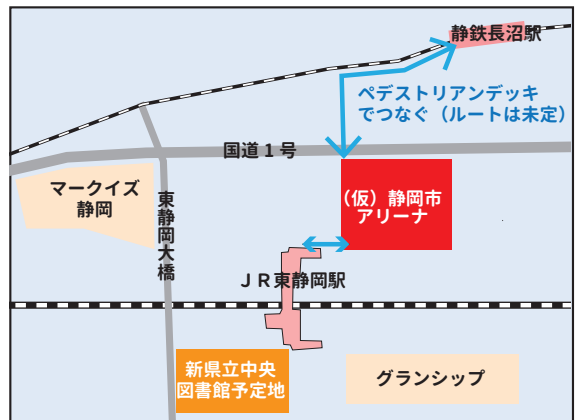 静鉄長沼駅
ペデストリアンデッキ
でつなぐ（ルートは未定）
国道1号
マークイズ
静岡
東静岡大橋
（仮）静岡市
アリーナ
ＪＲ東静岡駅
新県立中央
図書館予定地
グランシップ